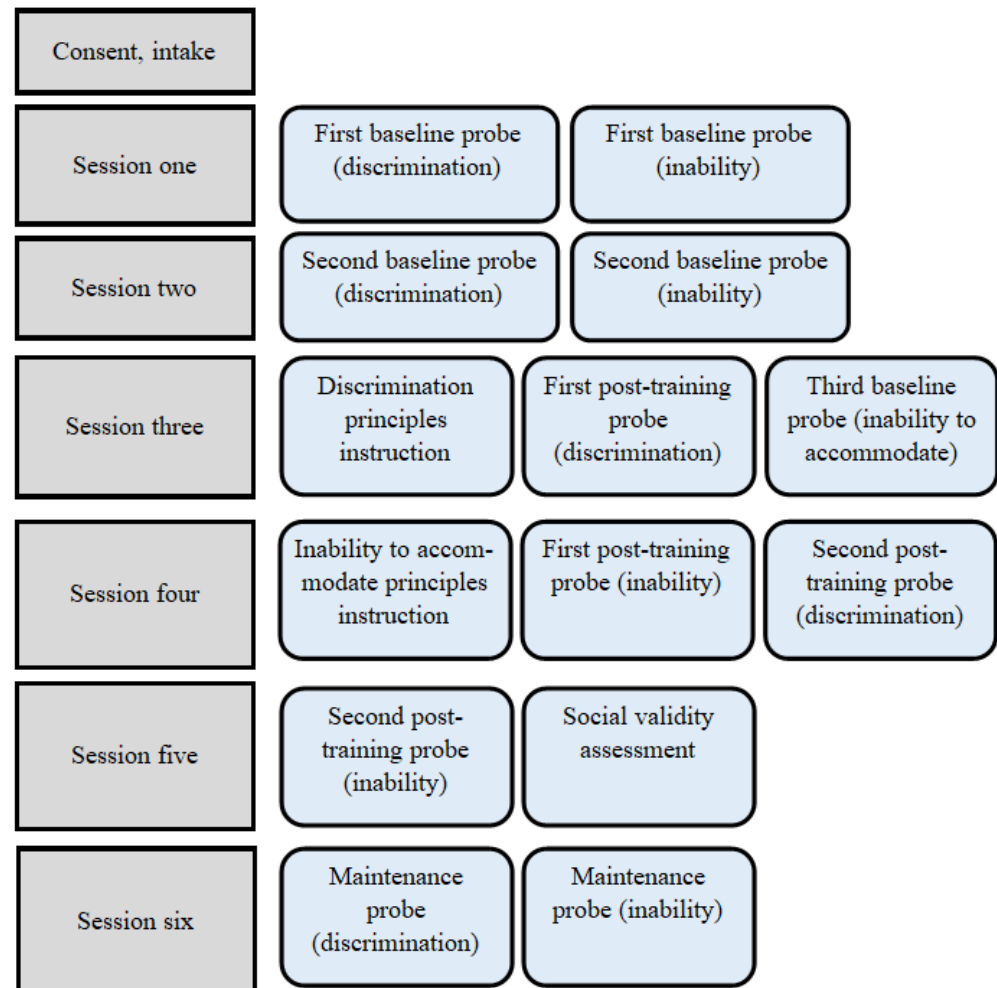 Consent, intake
Session one
First baseline probe
(discrimination)
First baseline probe
(inability)
Session two
Second baseline probe
(discrimination)
Second baseline probe
(inability)
Session three
Discrimination
principles
instruction
First post-training
probe
(discrimination)
Third baseline
probe (inability to
accommodate)
Session four
Inability to accom-
modate principles
instruction
First post-training
probe (inability)
Second post-
training probe
(discrimination)
Session five
Second post-
training probe
(inability)
Social validity
assessment
Session six
Maintenance
probe
(discrimination)
Maintenance
probe (inability)